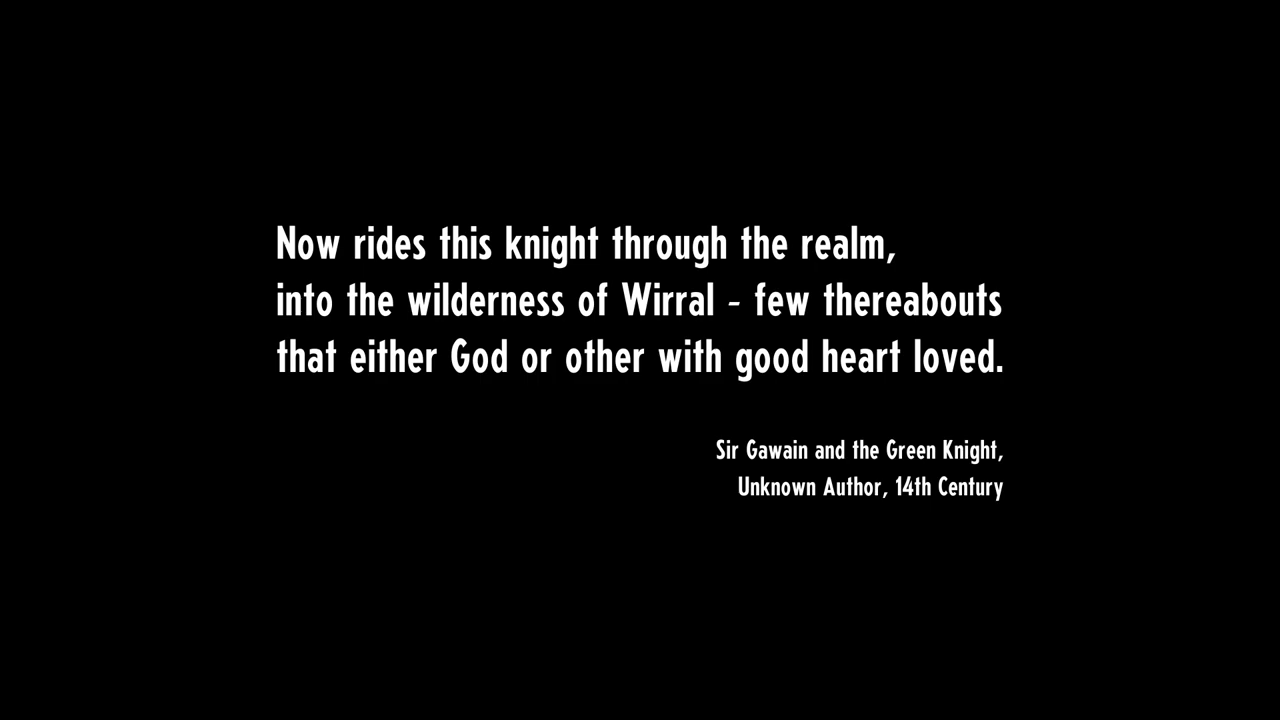 Now rides this knight through the realm,
into the wilderness of Wirral - few thereabouts
that either God or other with good heart loved.
Sir Gawain and the Green Knight,
Unknown Author, 14th Century